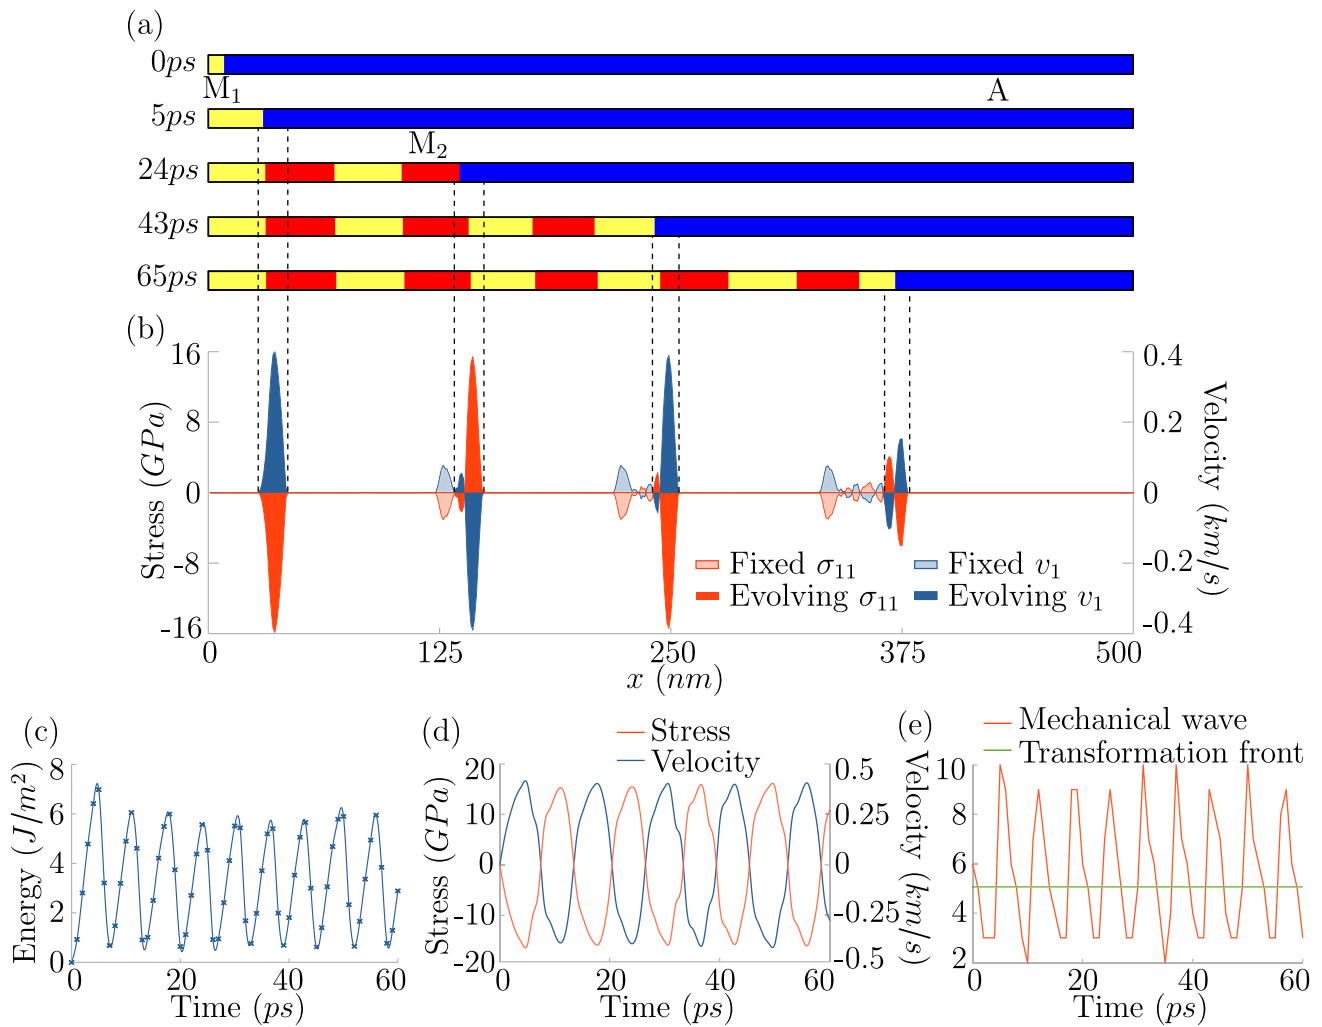 (a)
0ps
M1 A
5ps
M2
24ps
43ps
65ps
(b)
16 0.4
8 0.2
0 0
-8 -0.2
-16 -0.4
Stress (GPa)
Velocity (km/s)
Fixed σ11 Fixed v1
Evolving σ11 Evolving v1
0 125 250 375 500
x (nm)
(c)
8
6
4
2
0
Energy (J/m²)
0 20 40 60
Time (ps)
(d)
Stress
Velocity
20 0.5
10 0.25
0 0
-10 -0.25
-20 -0.5
Stress (GPa)
Velocity (km/s)
0 20 40 60
Time (ps)
(e)
Mechanical wave
Transformation front
10
8
6
4
2
0 20 40 60
Time (ps)